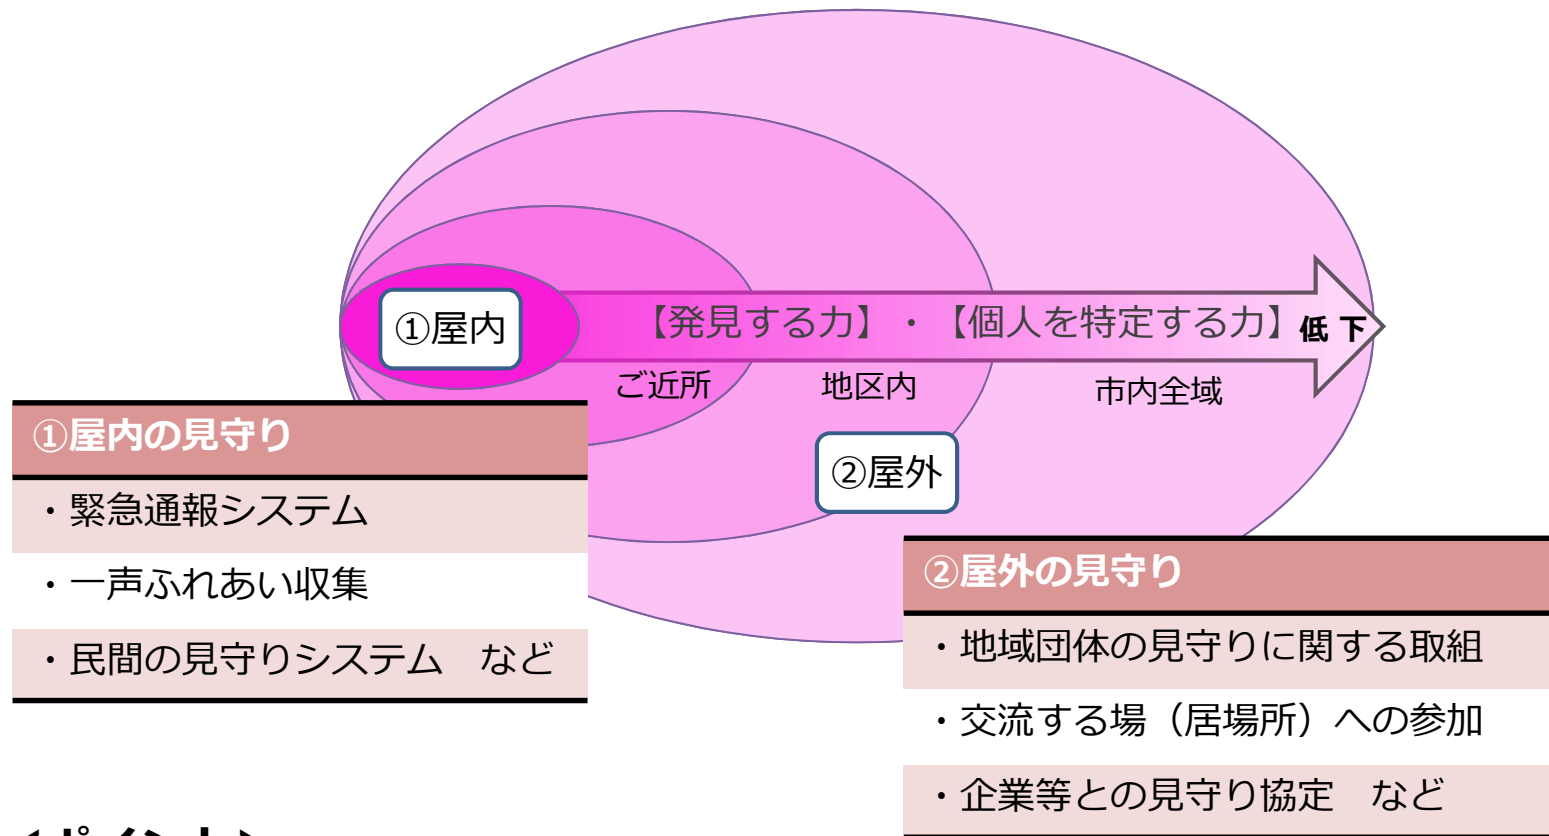 ①屋内
【発見する力】・【個人を特定する力】低下
ご近所
地区内
市内全域
②屋外
①屋内の見守り
・緊急通報システム
・一声ふれあい収集
・民間の見守りシステム　など
②屋外の見守り
・地域団体の見守りに関する取組
・交流する場（居場所）への参加
・企業等との見守り協定　など